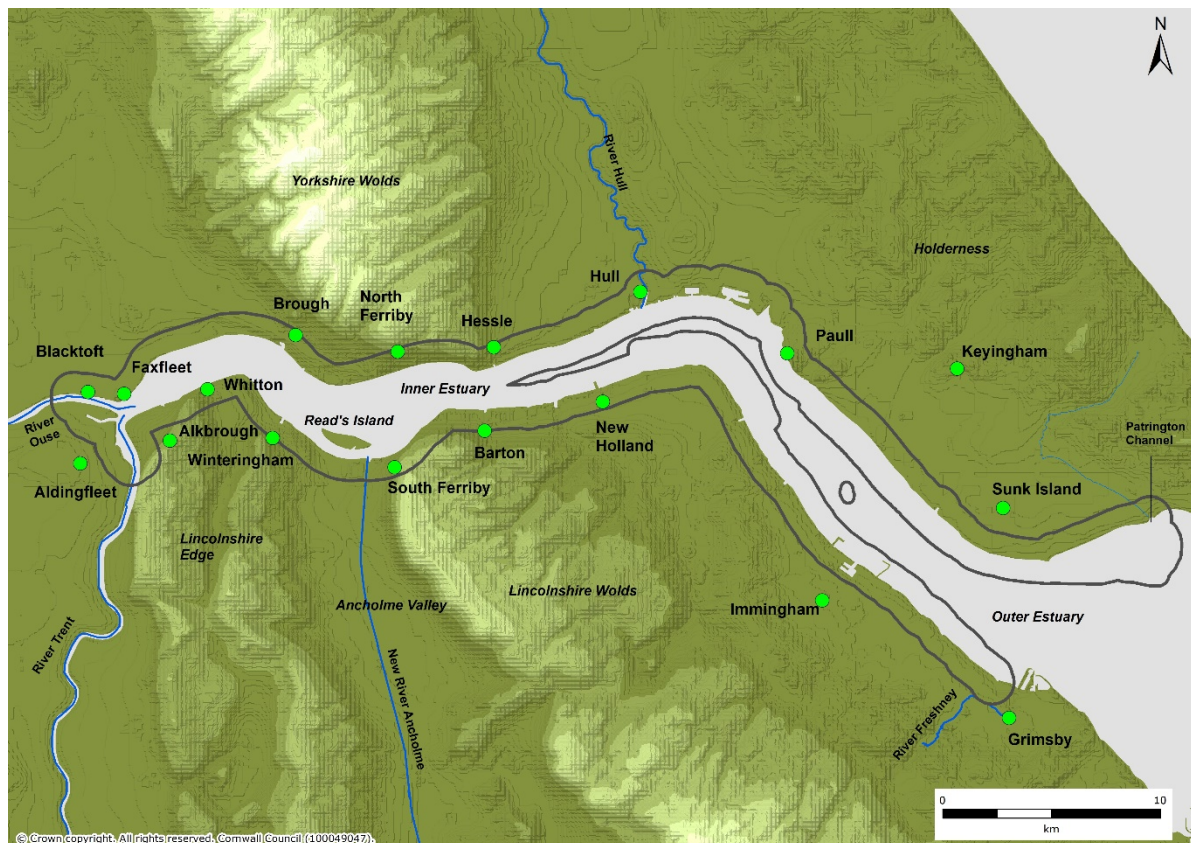 N
River Hull
Yorkshire Wolds
Holderness
Hull
Brough
North
Ferriby
Hessle
Paull
Keyingham
Blacktoft
Faxfleet
Whitton
Inner Estuary
Read's Island
River
Ouse
Alkbrough
Winteringham
Barton
New
Holland
Patrington
Channel
Aldingfleet
South Ferriby
Sunk Island
Lincolnshire
Edge
Ancholme Valley
Lincolnshire Wolds
Immingham
Outer Estuary
River Trent
New River Ancholme
River Freshney
Grimsby
0
10
km
© Crown copyright. All rights reserved. Cornwall Council (100049047).